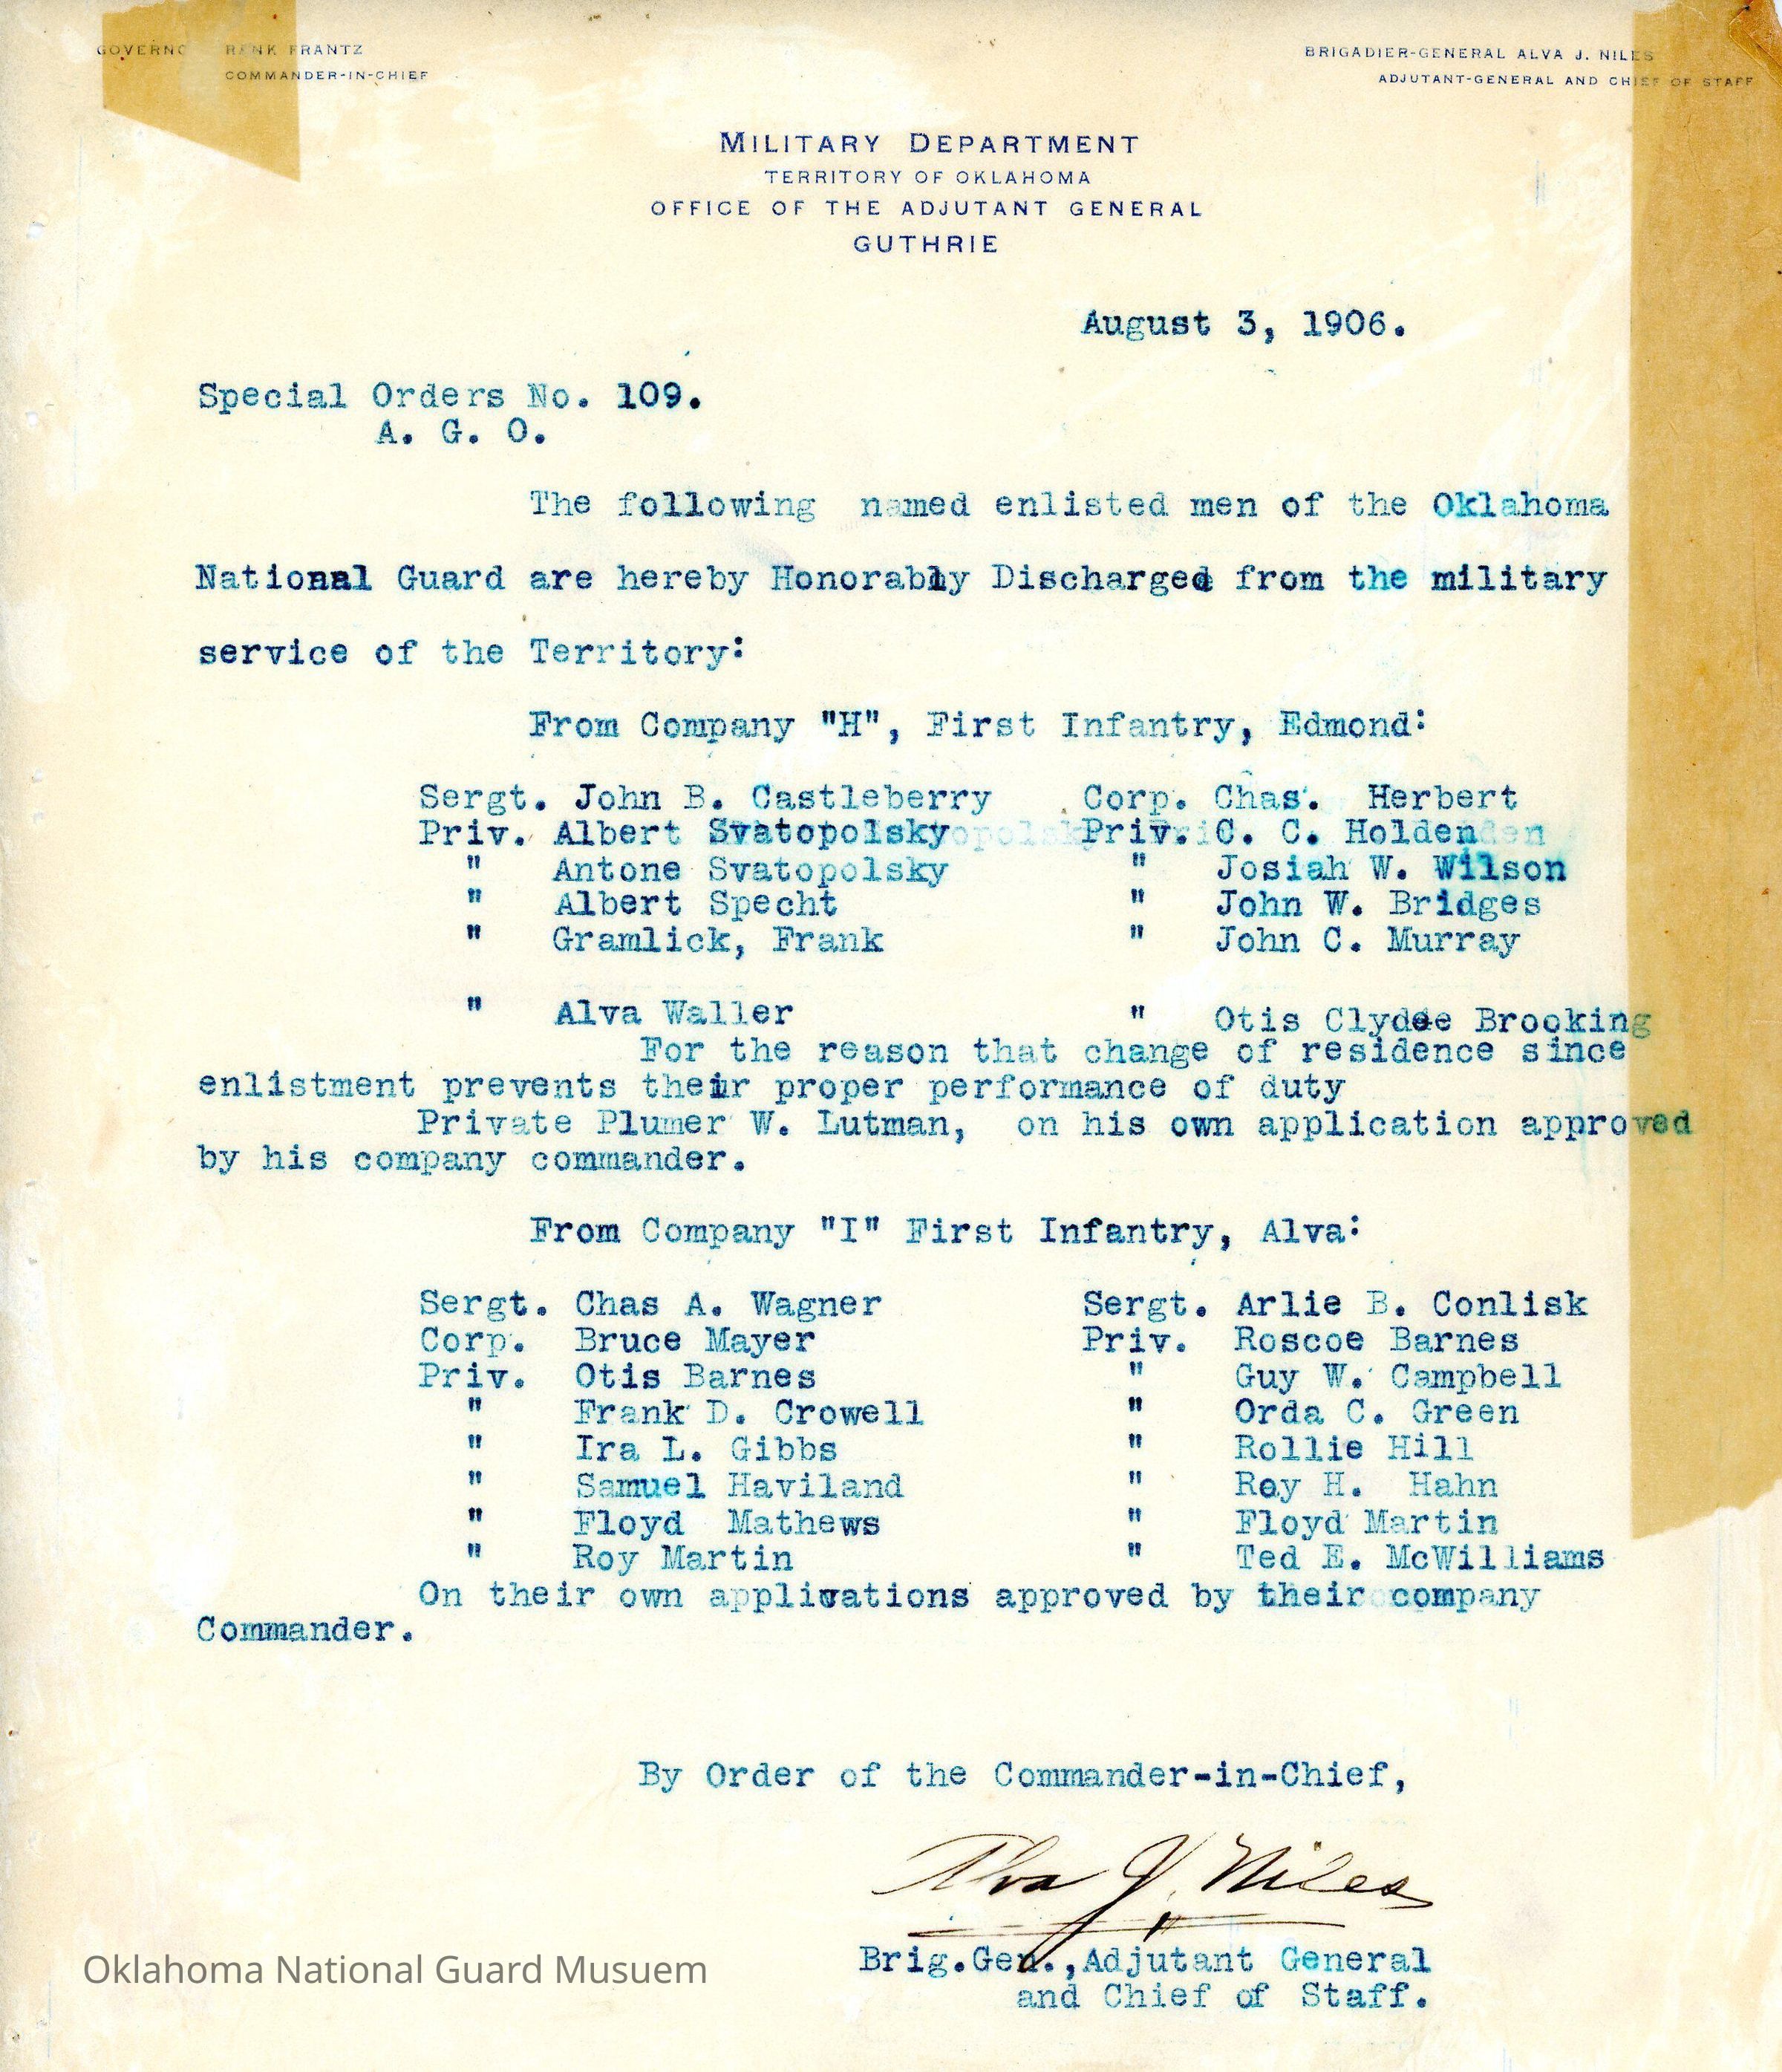 GOVERNO RANK FRANTZ
COMMANDER-IN-CHIEF
BRIGADIER-GENERAL ALVA J. NILES
ADJUTANT-GENERAL AND CHIEF OF STAFF
MILITARY DEPARTMENT
TERRITORY OF OKLAHOMA
OFFICE OF THE ADJUTANT GENERAL
GUTHRIE
August 3, 1906.
Special Orders No. 109.
A. G. O.
The following named enlisted men of the Oklahoma
National Guard are hereby Honorably Discharged from the military
service of the Territory:
From Company "H", First Infantry, Edmond:
Sergt. John B. Castleberry Corp. Chas. Herbert
Priv. Albert Svatopolsky Priv. C. C. Holden
" Antone Svatopolsky " Josiah W. Wilson
" Albert Specht " John W. Bridges
" Gramlick, Frank " John C. Murray
" Alva Waller " Otis Clydee Brooking
For the reason that change of residence since
enlistment prevents their proper performance of duty
Private Plumer W. Lutman, on his own application approved
by his company commander.
From Company "I" First Infantry, Alva:
Sergt. Chas A. Wagner Sergt. Arlie B. Conlisk
Corp. Bruce Mayer Priv. Roscoe Barnes
Priv. Otis Barnes " Guy W. Campbell
" Frank D. Crowell " Orda C. Green
" Ira L. Gibbs " Rollie Hill
" Samuel Haviland " Ray H. Hahn
" Floyd Mathews " Floyd Martin
" Roy Martin " Ted E. McWilliams
On their own applivations approved by their company
Commander.
By Order of the Commander-in-Chief,
Alva J. Niles
Brig.Gen.,Adjutant General
and Chief of Staff.
Oklahoma National Guard Musuem